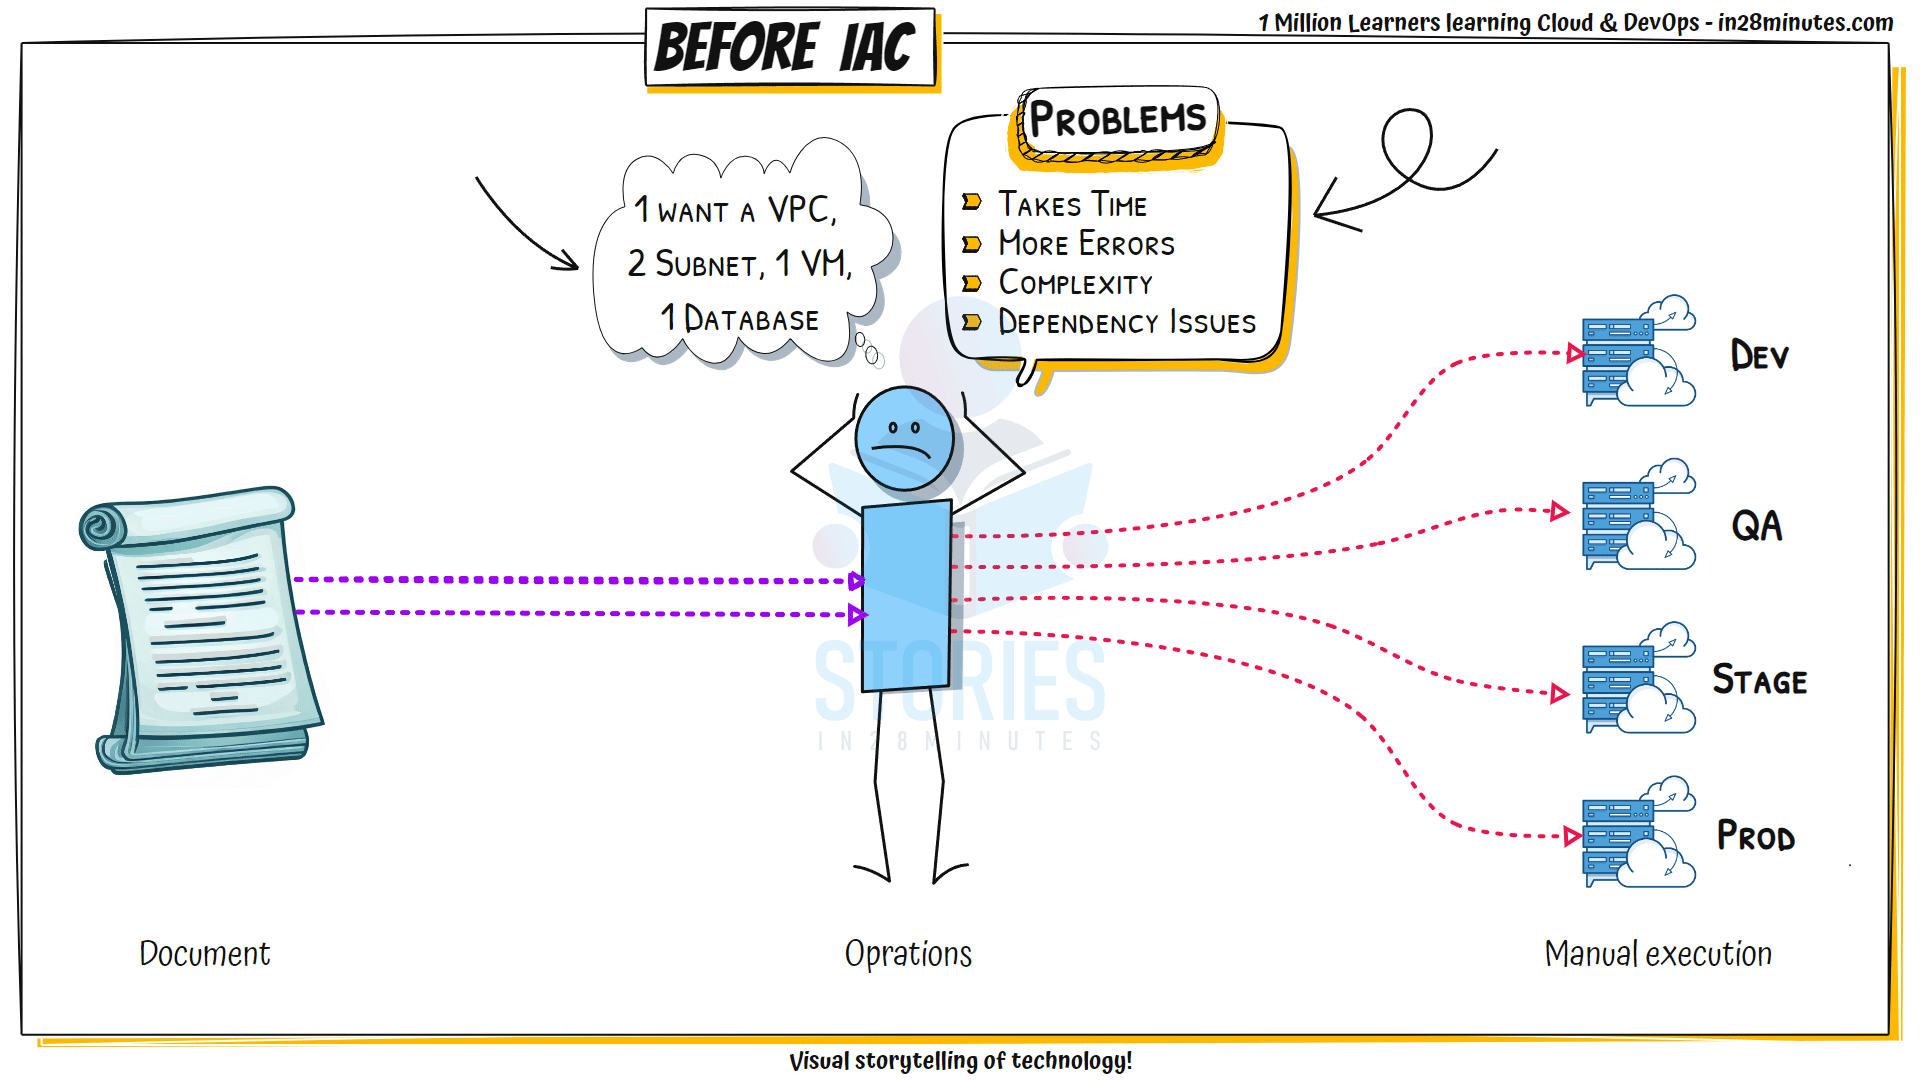 BEFORE IAC
1 Million Learners learning Cloud & DevOps - in28minutes.com
PROBLEMS
TAKES TIME
MORE ERRORS
COMPLEXITY
DEPENDENCY ISSUES
1 WANT A VPC,
2 SUBNET, 1 VM,
1 DATABASE
DEV
QA
STAGE
PROD
STORIES
IN28MINUTES
Document
Oprations
Manual execution
Visual storytelling of technology!